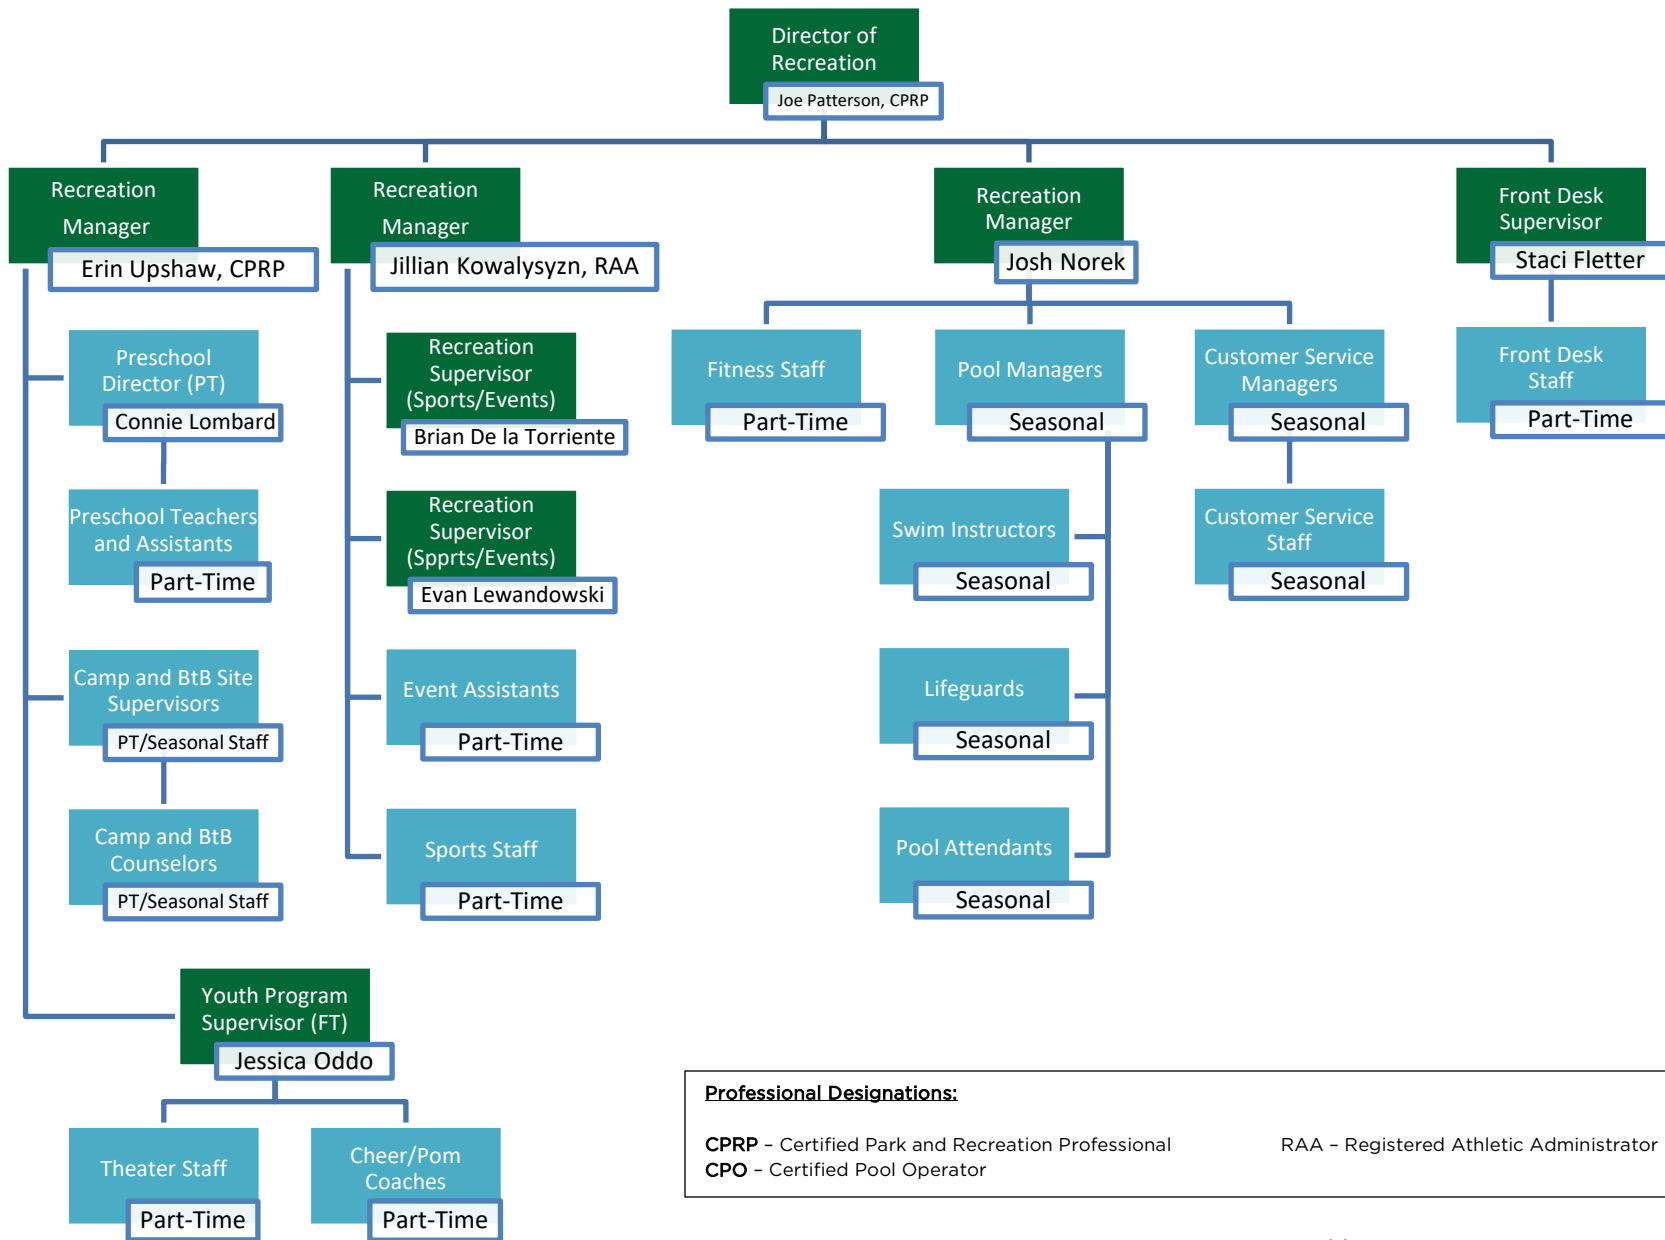 Director of
Recreation
Joe Patterson, CPRP
Recreation
Manager
Erin Upshaw, CPRP
Recreation
Manager
Jillian Kowalysyzn, RAA
Recreation
Manager
Josh Norek
Front Desk
Supervisor
Staci Fletter
Preschool
Director (PT)
Connie Lombard
Preschool Teachers
and Assistants
Part-Time
Camp and BtB Site
Supervisors
PT/Seasonal Staff
Camp and BtB
Counselors
PT/Seasonal Staff
Youth Program
Supervisor (FT)
Jessica Oddo
Theater Staff
Part-Time
Cheer/Pom
Coaches
Part-Time
Recreation
Supervisor
(Sports/Events)
Brian De la Torriente
Recreation
Supervisor
(Spprts/Events)
Evan Lewandowski
Event Assistants
Part-Time
Sports Staff
Part-Time
Fitness Staff
Part-Time
Pool Managers
Seasonal
Swim Instructors
Seasonal
Lifeguards
Seasonal
Pool Attendants
Seasonal
Customer Service
Managers
Seasonal
Customer Service
Staff
Seasonal
Front Desk
Staff
Part-Time
Professional Designations:
CPRP – Certified Park and Recreation Professional
RAA – Registered Athletic Administrator
CPO – Certified Pool Operator